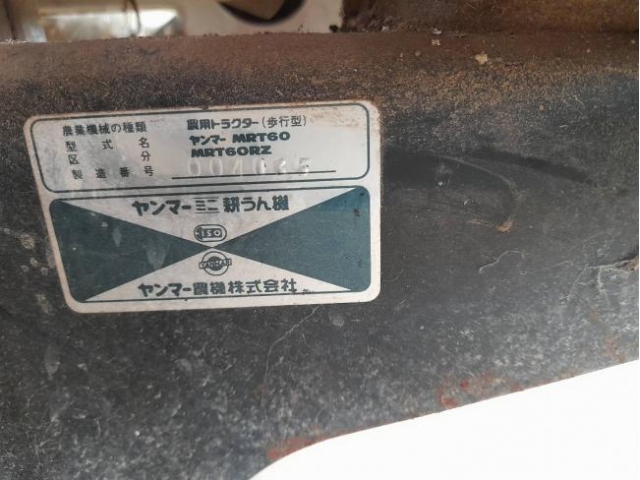 農業機械の種類 農用トラクター(歩行型)
型式名 ヤンマー MRT60
区分 MRT60RZ
製造番号
ヤンマーミニ耕うん機
ヤンマー農機株式会社